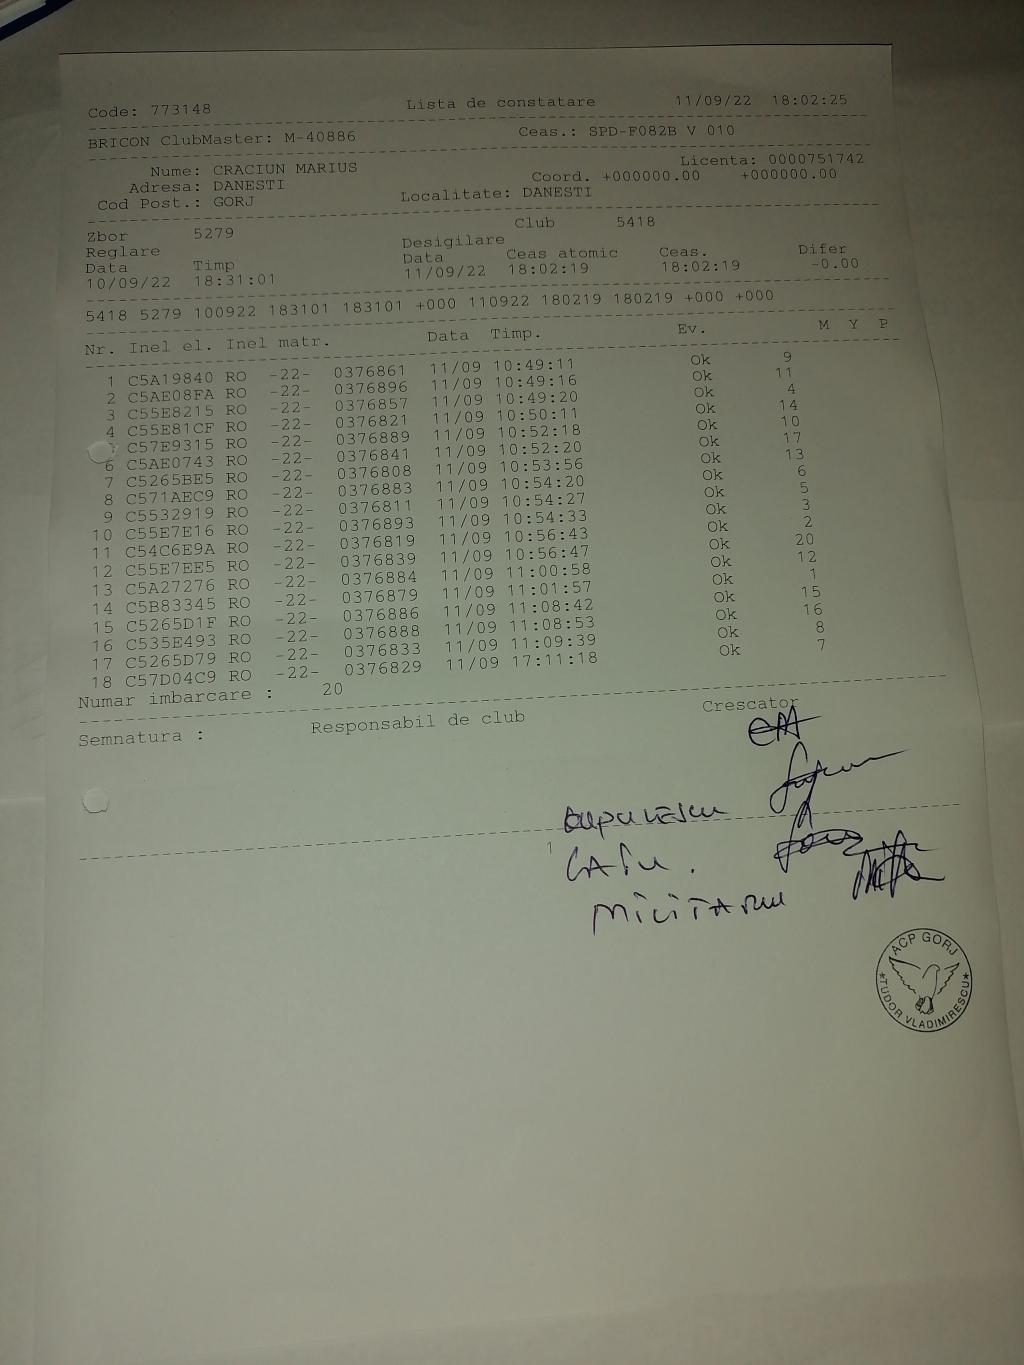 Code: 773148 Lista de constatare 11/09/22 18:02:25
BRICON ClubMaster: M-40886 Ceas.: SPD-F082B V 010
Nume: CRACIUN MARIUS Licenta: 0000751742
Adresa: DANESTI Coord. +000000.00 +000000.00
Cod Post.: GORJ Localitate: DANESTI
Zbor 5279 Club 5418
Reglare Desigilare
Data Timp Data Ceas atomic Ceas. Difer
10/09/22 18:31:01 11/09/22 18:02:19 18:02:19 -0.00
5418 5279 100922 183101 183101 +000 110922 180219 180219 +000 +000
Nr. Inel el. Inel matr. Data Timp. Ev. M Y P
1 C5A19840 RO -22- 0376861 11/09 10:49:11 Ok 9
2 C5AE08FA RO -22- 0376896 11/09 10:49:16 Ok 11
3 C55E8215 RO -22- 0376857 11/09 10:49:20 Ok 4
4 C55E81CF RO -22- 0376821 11/09 10:50:11 Ok 14
C57E9315 RO -22- 0376889 11/09 10:52:18 Ok 10
6 C5AE0743 RO -22- 0376841 11/09 10:52:20 Ok 17
7 C5265BE5 RO -22- 0376808 11/09 10:53:56 Ok 13
8 C571AEC9 RO -22- 0376883 11/09 10:54:20 Ok 6
9 C5532919 RO -22- 0376811 11/09 10:54:27 Ok 5
10 C55E7E16 RO -22- 0376893 11/09 10:54:33 Ok 3
11 C54C6E9A RO -22- 0376819 11/09 10:56:43 Ok 2
12 C55E7EE5 RO -22- 0376839 11/09 10:56:47 Ok 20
13 C5A27276 RO -22- 0376884 11/09 11:00:58 Ok 12
14 C5B83345 RO -22- 0376879 11/09 11:01:57 Ok 1
15 C5265D1F RO -22- 0376886 11/09 11:08:42 Ok 15
16 C535E493 RO -22- 0376888 11/09 11:08:53 Ok 16
17 C5265D79 RO -22- 0376833 11/09 11:09:39 Ok 8
18 C57D04C9 RO -22- 0376829 11/09 17:11:18 Ok 7
Numar imbarcare : 20
Semnatura : Responsabil de club Crescator
1
MiliTARU
ACP GORJ
*TUDOR VLADIMIRESCU*